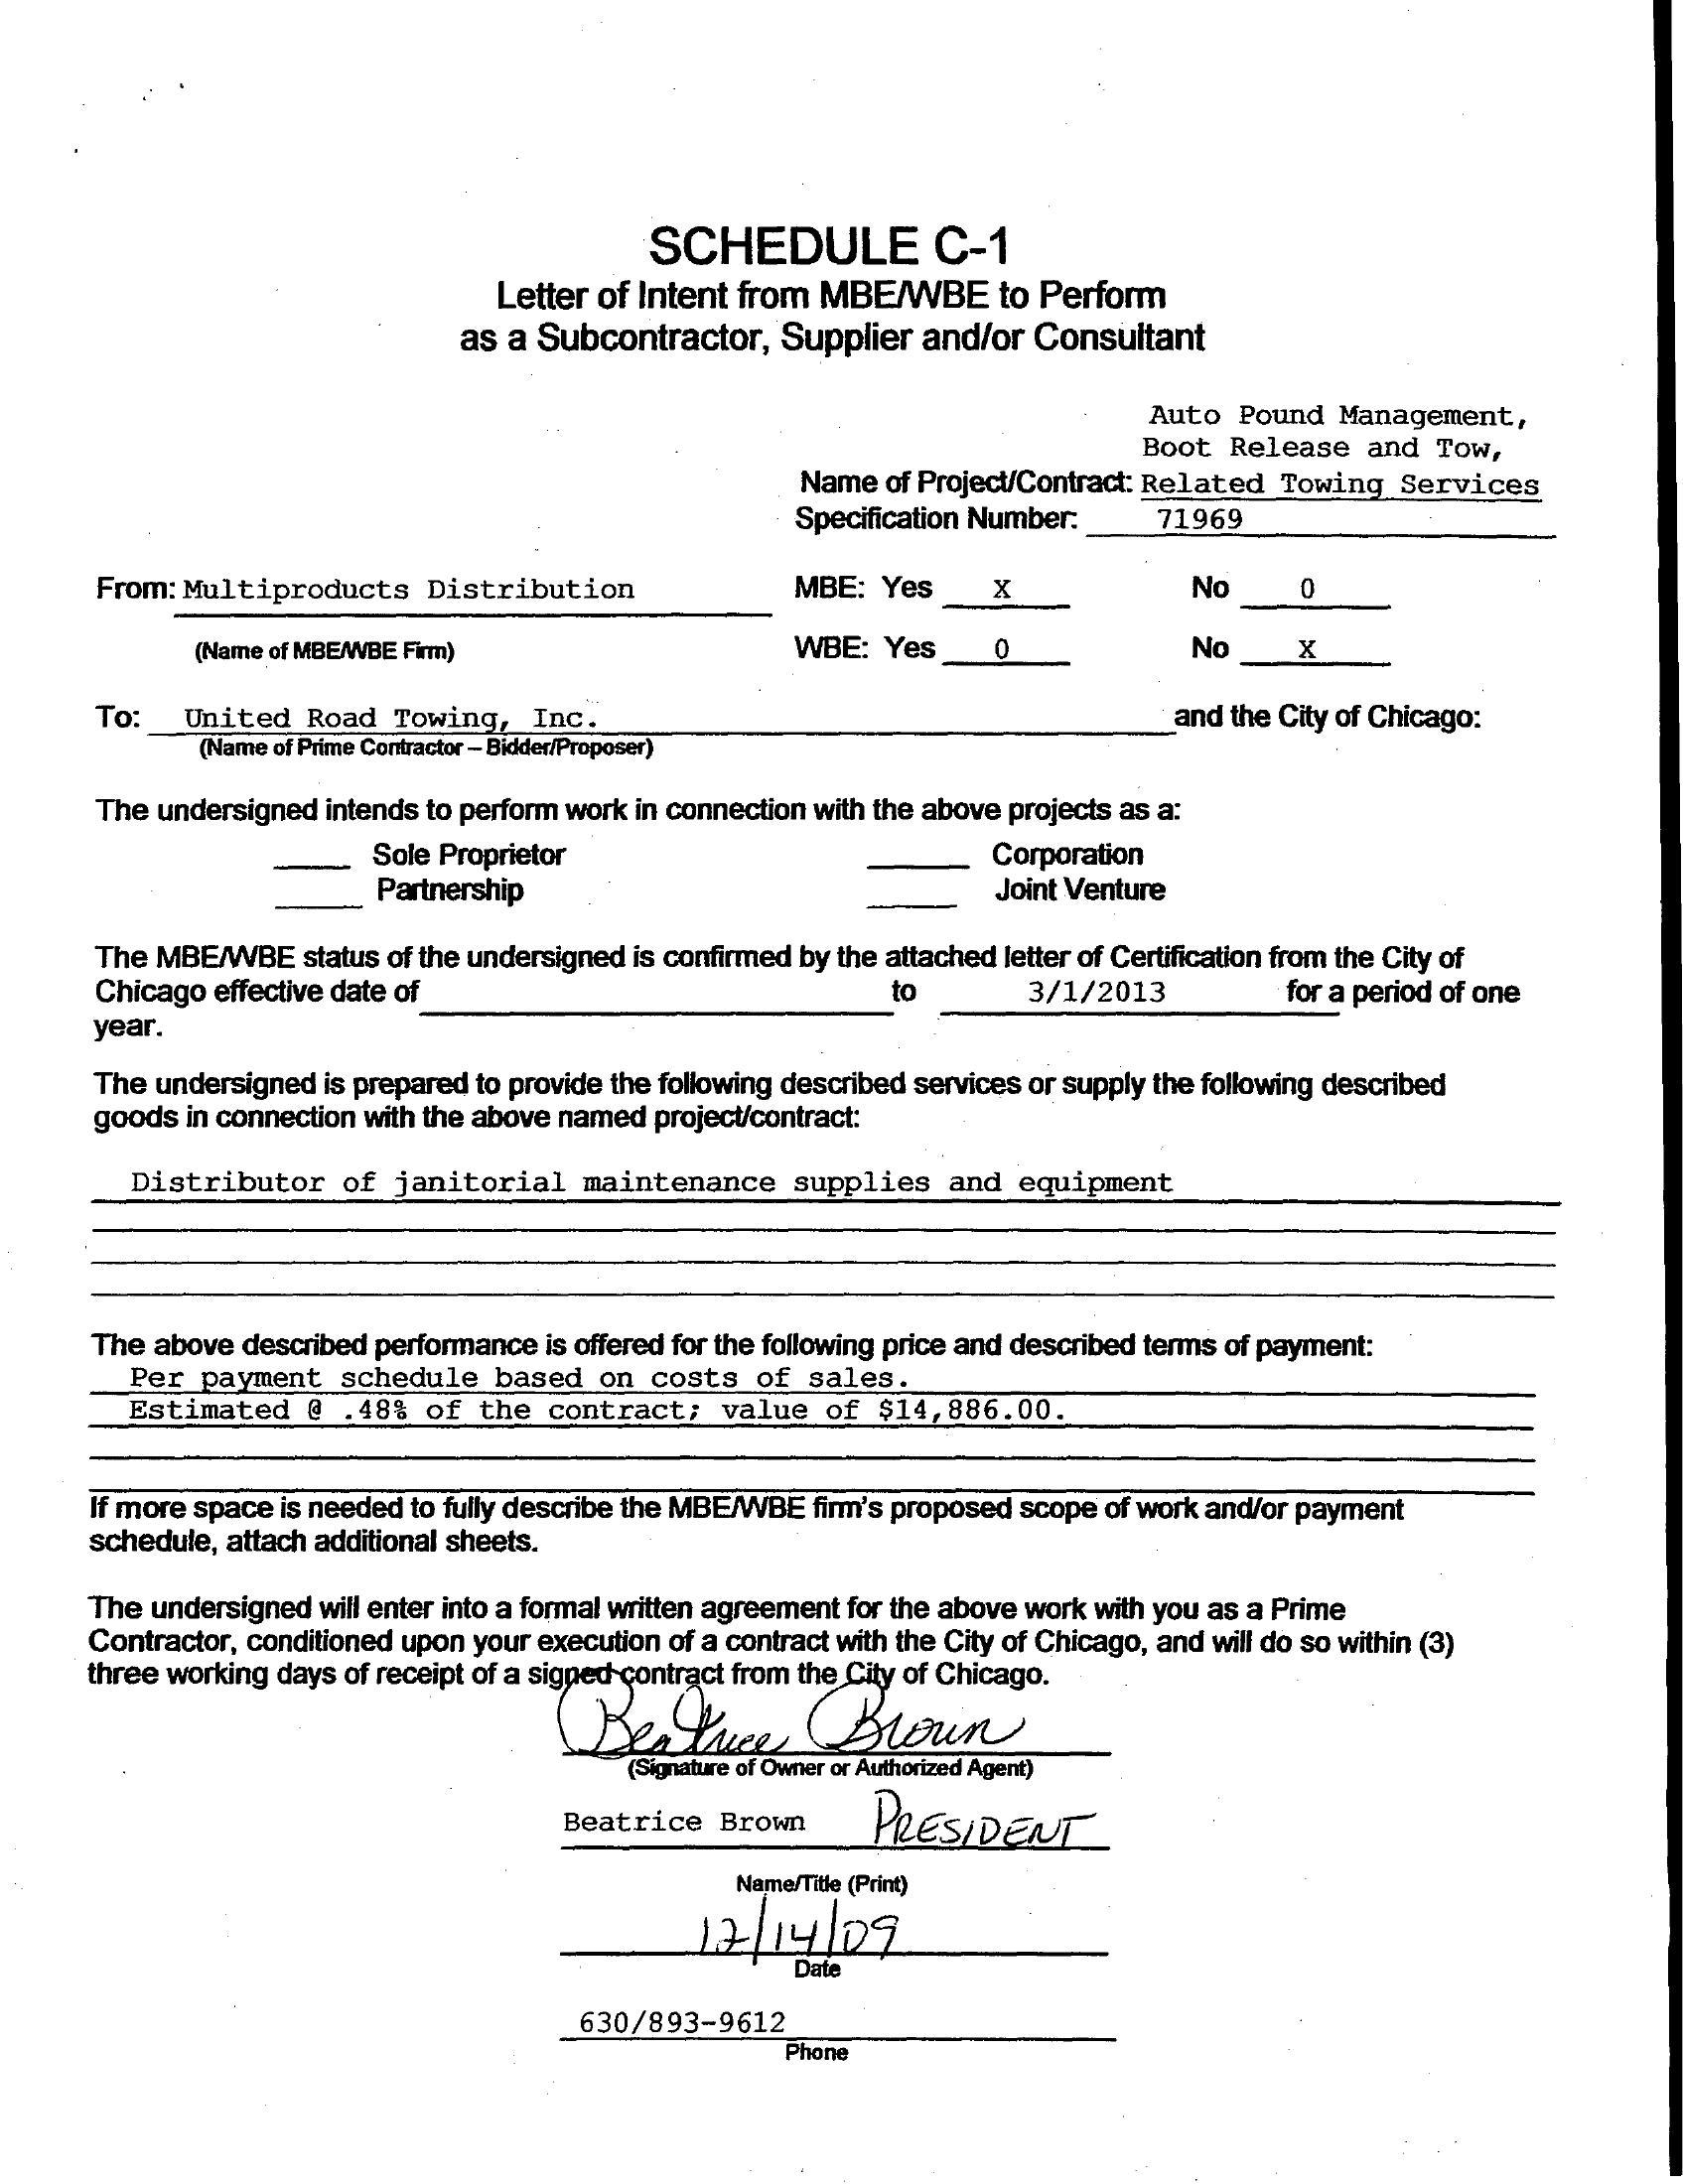 SCHEDULE C-1
Letter of Intent from MBE/WBE to Perform
as a Subcontractor, Supplier and/or Consultant
Auto Pound Management,
Boot Release and Tow,
Name of Project/Contract: Related Towing Services
Specification Number: 71969
From: Multiproducts Distribution MBE: Yes X No 0
(Name of MBE/WBE Firm) WBE: Yes 0 No X
To: United Road Towing, Inc. and the City of Chicago:
(Name of Prime Contractor – Bidder/Proposer)
The undersigned intends to perform work in connection with the above projects as a:
Sole Proprietor Corporation
Partnership Joint Venture
The MBE/WBE status of the undersigned is confirmed by the attached letter of Certification from the City of
Chicago effective date of to 3/1/2013 for a period of one
year.
The undersigned is prepared to provide the following described services or supply the following described
goods in connection with the above named project/contract:
Distributor of janitorial maintenance supplies and equipment
The above described performance is offered for the following price and described terms of payment:
Per payment schedule based on costs of sales.
Estimated @ .48% of the contract; value of $14,886.00.
If more space is needed to fully describe the MBE/WBE firm's proposed scope of work and/or payment
schedule, attach additional sheets.
The undersigned will enter into a formal written agreement for the above work with you as a Prime
Contractor, conditioned upon your execution of a contract with the City of Chicago, and will do so within (3)
three working days of receipt of a signed contract from the City of Chicago.
Beatrice Brown
(Signature of Owner or Authorized Agent)
Beatrice Brown PRESIDENT
Name/Title (Print)
12/14/09
Date
630/893-9612
Phone